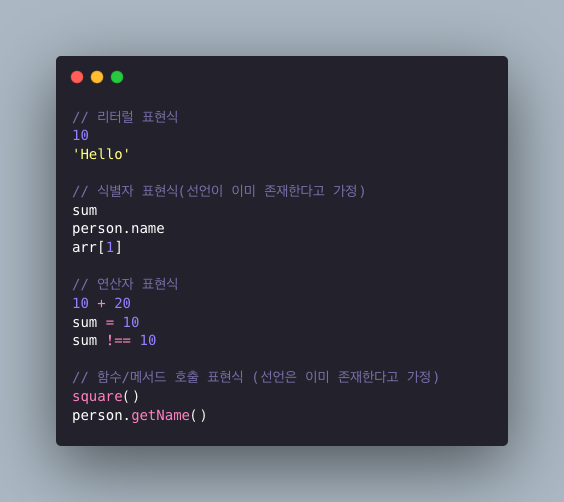 // 리터럴 표현식
10
'Hello'
// 식별자 표현식(선언이 이미 존재한다고 가정)
sum
person.name
arr[1]
// 연산자 표현식
10 + 20
sum = 10
sum !== 10
// 함수/메서드 호출 표현식 (선언은 이미 존재한다고 가정)
square()
person.getName()